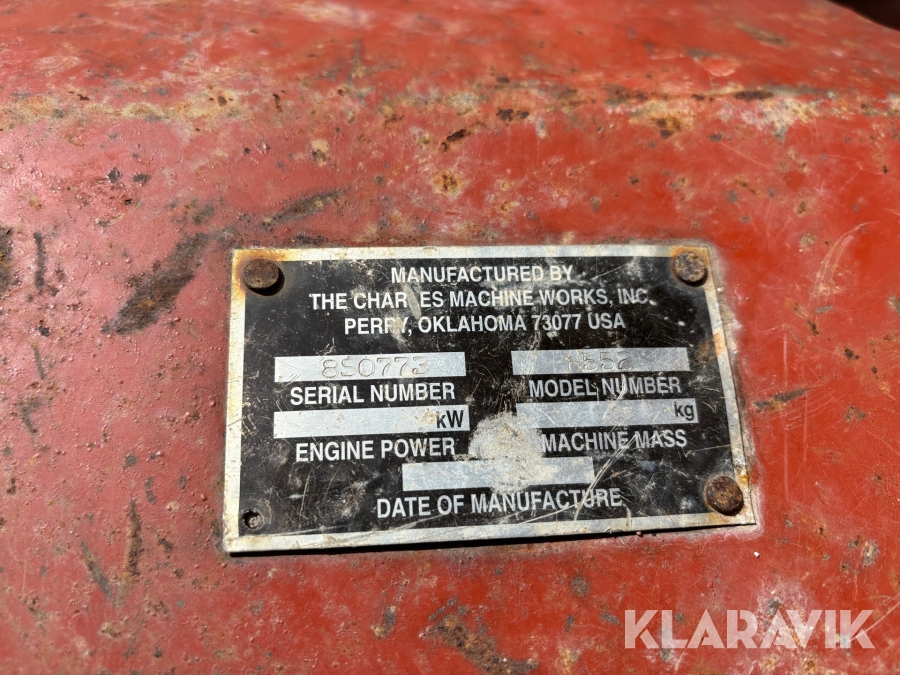 MANUFACTURED BY
THE CHAR ES MACHINE WORKS, INC.
PERRY, OKLAHOMA 73077 USA
SERIAL NUMBER MODEL NUMBER
kW kg
ENGINE POWER MACHINE MASS
DATE OF MANUFACTURE
KLARAVIK